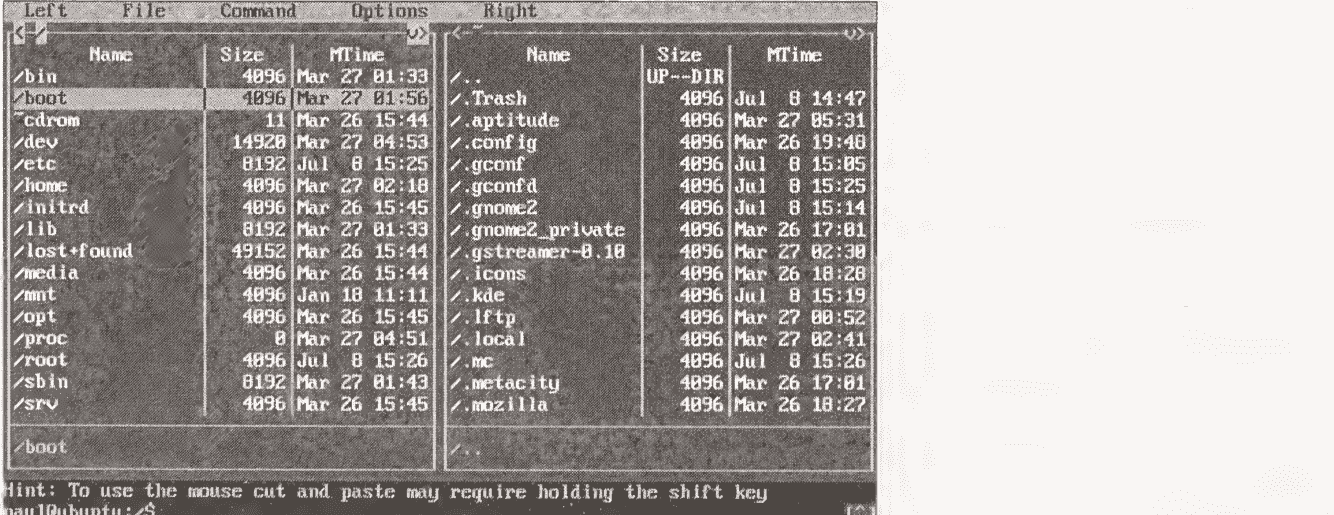 Left File Command Options Right
<-/ v>
Name Size MTime
/bin 4096 Mar 27 01:33
/boot 4096 Mar 27 01:56
~cdrom 11 Mar 26 15:44
/dev 14920 Mar 27 04:53
/etc 8192 Jul 8 15:25
/home 4096 Mar 27 02:18
/initrd 4096 Mar 26 15:45
/lib 8192 Mar 27 01:33
/lost+found 49152 Mar 26 15:44
/media 4096 Mar 26 15:44
/mnt 4096 Jan 18 11:11
/opt 4096 Mar 26 15:45
/proc 0 Mar 27 04:51
/root 4096 Jul 8 15:26
/sbin 8192 Mar 27 01:43
/srv 4096 Mar 26 15:45
/boot
<-~ v>
Name Size MTime
/.. UP--DIR
/.Trash 4096 Jul 8 14:47
/.aptitude 4096 Mar 27 05:31
/.config 4096 Mar 26 19:48
/.gconf 4096 Jul 8 15:05
/.gconfd 4096 Jul 8 15:25
/.gnome2 4096 Jul 8 15:14
/.gnome2_private 4096 Mar 26 17:01
/.gstreamer-0.10 4096 Mar 27 02:30
/.icons 4096 Mar 26 18:28
/.kde 4096 Jul 8 15:19
/.lftp 4096 Mar 27 00:52
/.local 4096 Mar 27 02:41
/.mc 4096 Jul 8 15:26
/.metacity 4096 Mar 26 17:01
/.mozilla 4096 Mar 26 18:27
/..
Hint: To use the mouse cut and paste may require holding the shift key
paul@ubuntu:/$ [^]